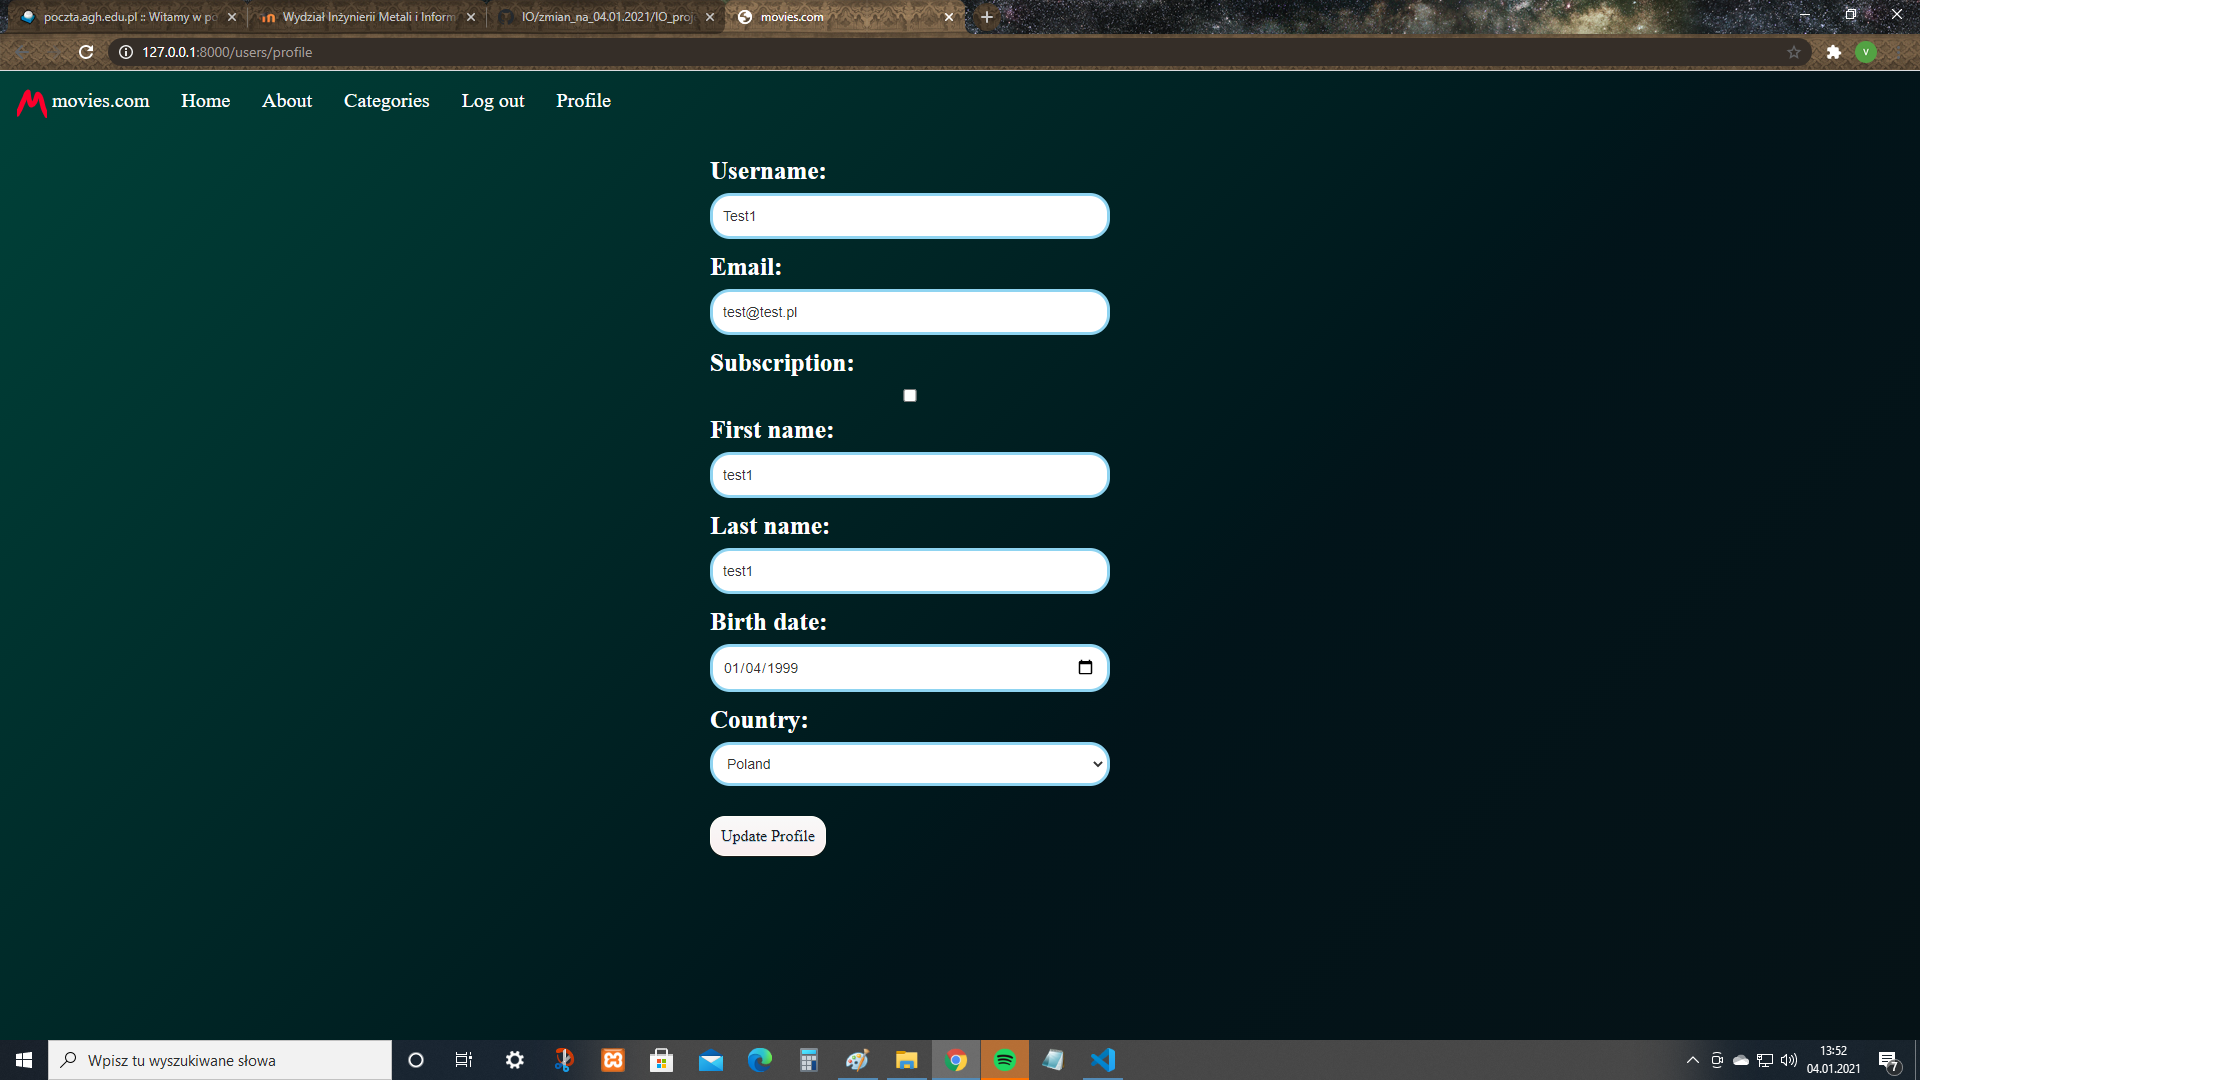 poczta.agh.edu.pl :: Witamy w po
Wydział Inżynierii Metali i Inform
IO/zmian_na_04.01.2021/IO_proj
movies.com
127.0.0.1:8000/users/profile
V
movies.com Home About Categories Log out Profile
Username:
Test1
Email:
test@test.pl
Subscription:
First name:
test1
Last name:
test1
Birth date:
01/04/1999
Country:
Poland
Update Profile
Wpisz tu wyszukiwane słowa
13:52
04.01.2021
7